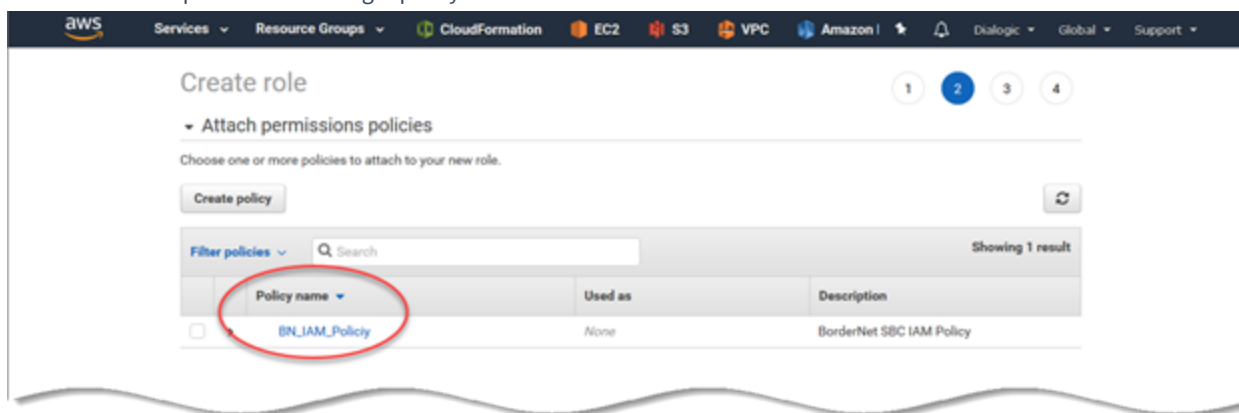 aws Services Resource Groups CloudFormation EC2 S3 VPC Amazon Dialogic Global Support
Create role 1 2 3 4
Attach permissions policies
Choose one or more policies to attach to your new role.
Create policy
Filter policies Search Showing 1 result
Policy name Used as Description
BN_IAM_Policiy None BorderNet SBC IAM Policy